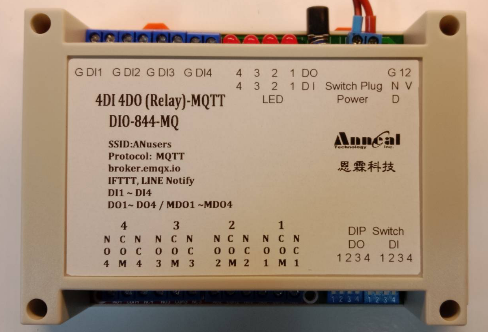 G DI1 G DI2 G DI3 G DI4
4 3 2 1 DO
4 3 2 1 DI
LED
G 12
Switch Plug N V
Power D
4DI 4DO (Relay)-MQTT
DIO-844-MQ
SSID:ANusers
Protocol: MQTT
broker.emqx.io
IFTTT, LINE Notify
DI1 ~ DI4
DO1~ DO4 / MDO1 ~MDO4
Anneal
Technology Inc.
恩霖科技
4 3 2 1
N C N N C N N C N N C N
O O O O O O O O O O O O
4 M 4 3 M 3 2 M 2 1 M 1
DIP Switch
DO DI
1 2 3 4 1 2 3 4